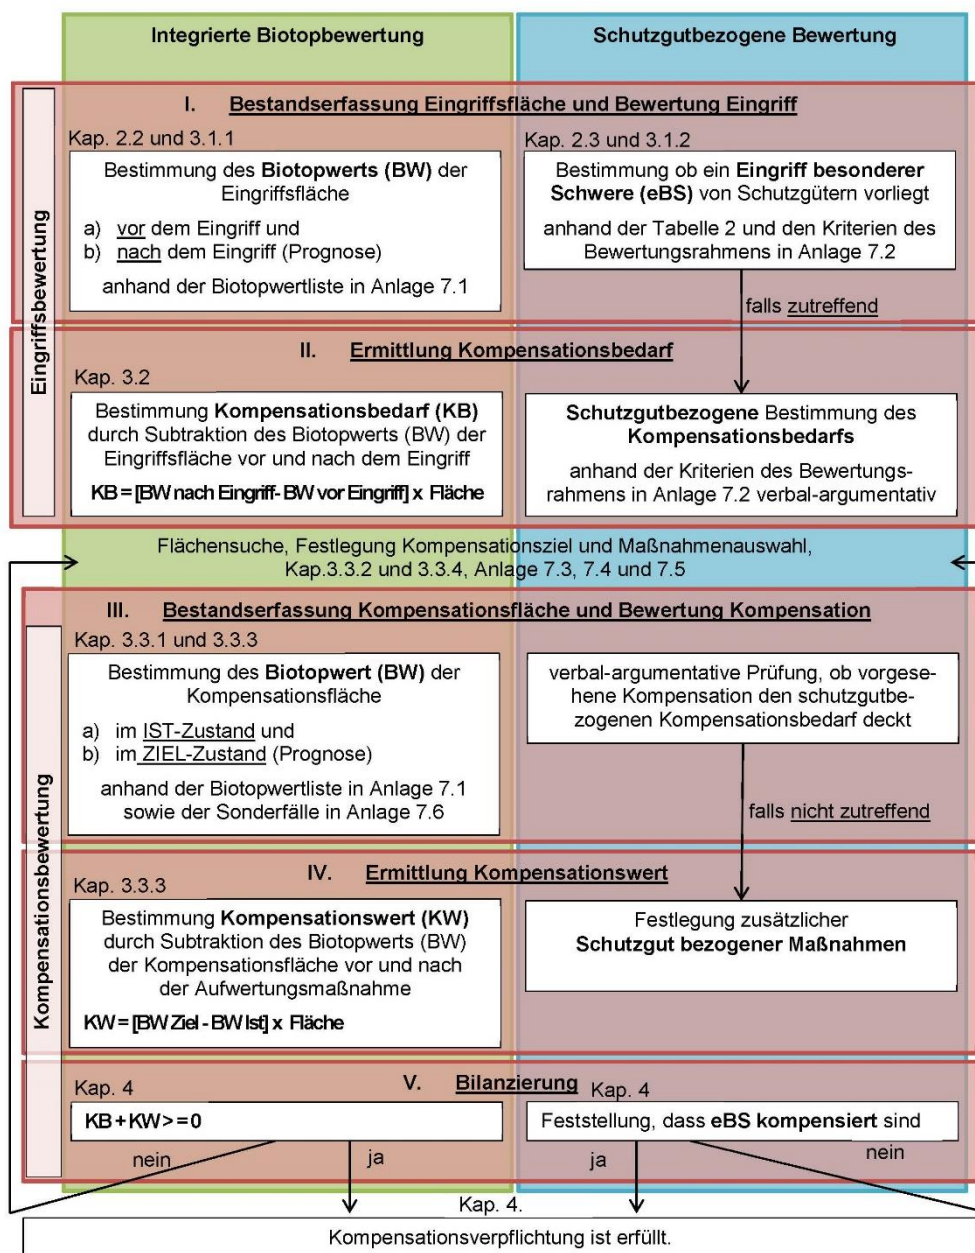 Integrierte Biotopbewertung
Schutzgutbezogene Bewertung
Eingriffsbewertung
I. Bestandserfassung Eingriffsfläche und Bewertung Eingriff
Kap. 2.2 und 3.1.1
Bestimmung des Biotopwerts (BW) der
Eingriffsfläche
a) vor dem Eingriff und
b) nach dem Eingriff (Prognose)
anhand der Biotopwertliste in Anlage 7.1
Kap. 2.3 und 3.1.2
Bestimmung ob ein Eingriff besonderer
Schwere (eBS) von Schutzgütern vorliegt
anhand der Tabelle 2 und den Kriterien des
Bewertungsrahmens in Anlage 7.2
falls zutreffend
II. Ermittlung Kompensationsbedarf
Kap. 3.2
Bestimmung Kompensationsbedarf (KB)
durch Subtraktion des Biotopwerts (BW) der
Eingriffsfläche vor und nach dem Eingriff
KB = [BW nach Eingriff- BW vor Eingriff] x Fläche
Schutzgutbezogene Bestimmung des
Kompensationsbedarfs
anhand der Kriterien des Bewertungs-
rahmens in Anlage 7.2 verbal-argumentativ
Flächensuche, Festlegung Kompensationsziel und Maßnahmenauswahl,
Kap.3.3.2 und 3.3.4, Anlage 7.3, 7.4 und 7.5
Kompensationsbewertung
III. Bestandserfassung Kompensationsfläche und Bewertung Kompensation
Kap. 3.3.1 und 3.3.3
Bestimmung des Biotopwert (BW) der
Kompensationsfläche
a) im IST-Zustand und
b) im ZIEL-Zustand (Prognose)
anhand der Biotopwertliste in Anlage 7.1
sowie der Sonderfälle in Anlage 7.6
verbal-argumentative Prüfung, ob vorgese-
hene Kompensation den schutzgutbe-
zogenen Kompensationsbedarf deckt
falls nicht zutreffend
IV. Ermittlung Kompensationswert
Kap. 3.3.3
Bestimmung Kompensationswert (KW)
durch Subtraktion des Biotopwerts (BW)
der Kompensationsfläche vor und nach
der Aufwertungsmaßnahme
KW = [BW Ziel - BW Ist] x Fläche
Festlegung zusätzlicher
Schutzgut bezogener Maßnahmen
V. Bilanzierung
Kap. 4
KB + KW >= 0
nein
ja
Kap. 4
Feststellung, dass eBS kompensiert sind
ja
nein
Kap. 4.
Kompensationsverpflichtung ist erfüllt.